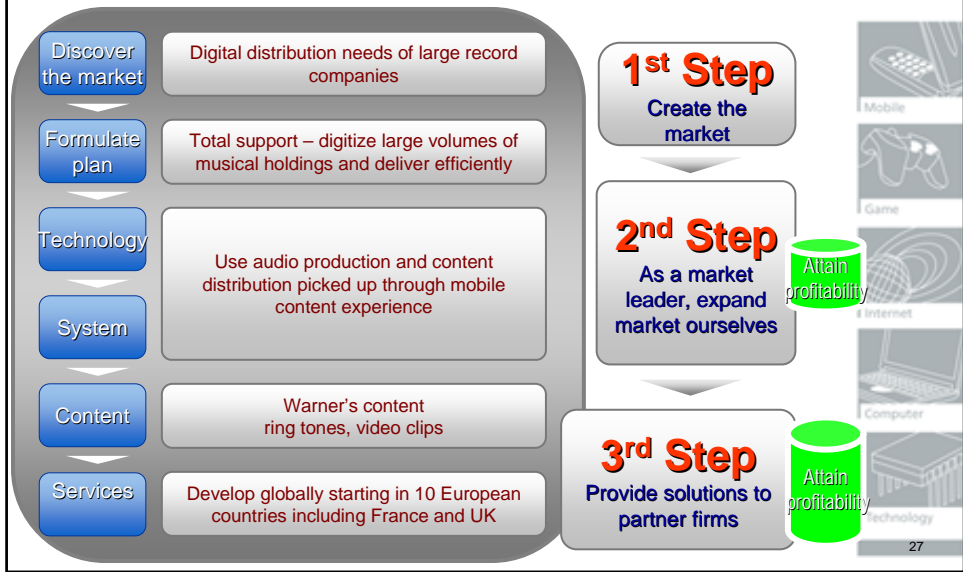 Discover
the market
Digital distribution needs of large record
companies
Formulate
plan
Total support – digitize large volumes of
musical holdings and deliver efficiently
Technology
System
Use audio production and content
distribution picked up through mobile
content experience
Content
Warner's content
ring tones, video clips
Services
Develop globally starting in 10 European
countries including France and UK
1st Step
Create the
market
2nd Step
As a market
leader, expand
market ourselves
Attain
profitability
3rd Step
Provide solutions to
partner firms
Attain
profitability
Mobile
Game
Internet
Computer
Technology
27